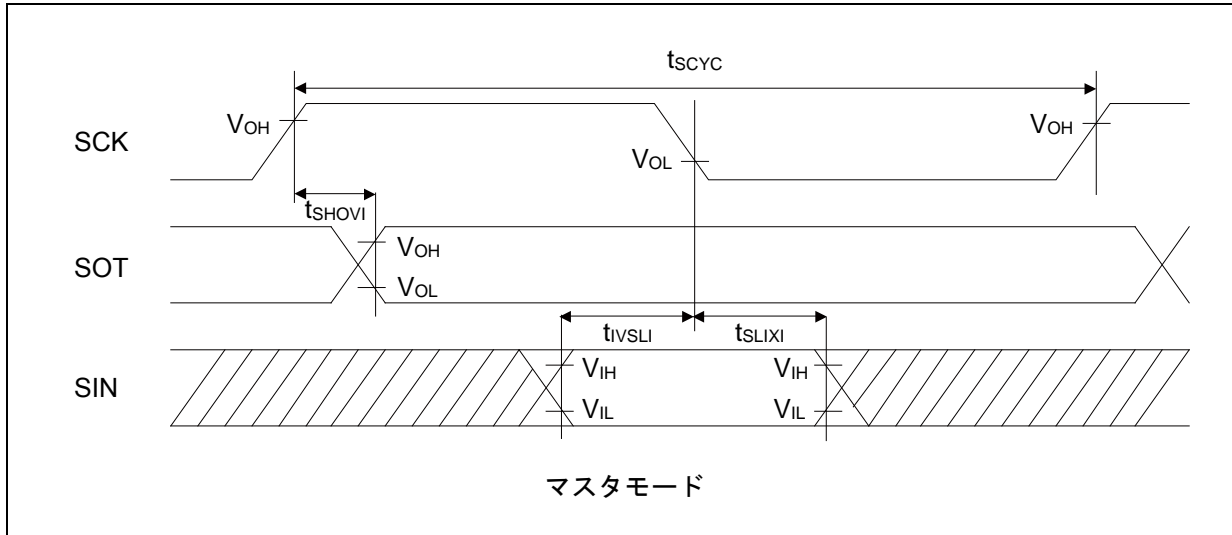 tSCYC
SCK
VOH
VOL
VOH
tSHOVI
SOT
VOH
VOL
tIVSLI
tSLIXI
SIN
VIH
VIH
VIL
VIL
マスタモード